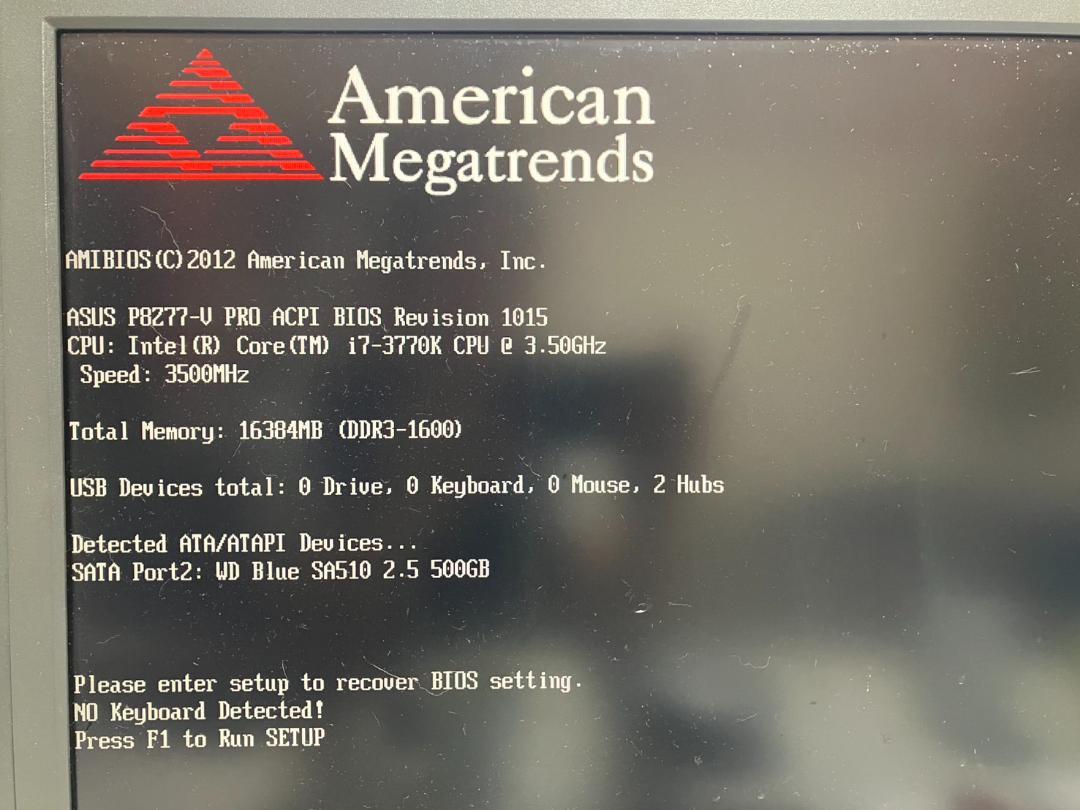 American
Megatrends
AMIBIOS(C)2012 American Megatrends, Inc.
ASUS P8Z77-V PRO ACPI BIOS Revision 1015
CPU: Intel(R) Core(TM) i7-3770K CPU @ 3.50GHz
Speed: 3500MHz
Total Memory: 16384MB (DDR3-1600)
USB Devices total: 0 Drive, 0 Keyboard, 0 Mouse, 2 Hubs
Detected ATA/ATAPI Devices...
SATA Port2: WD Blue SA510 2.5 500GB
Please enter setup to recover BIOS setting.
NO Keyboard Detected!
Press F1 to Run SETUP